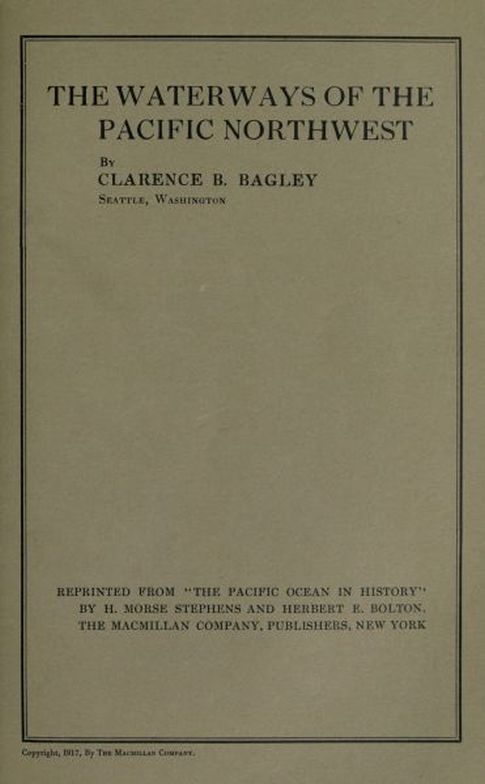 THE WATERWAYS OF THE
PACIFIC NORTHWEST
By
CLARENCE B. BAGLEY
Seattle, Washington
REPRINTED FROM "THE PACIFIC OCEAN IN HISTORY"
BY H. MORSE STEPHENS AND HERBERT E. BOLTON.
THE MACMILLAN COMPANY, PUBLISHERS, NEW YORK
Copyright, 1917, By The Macmillan Company.